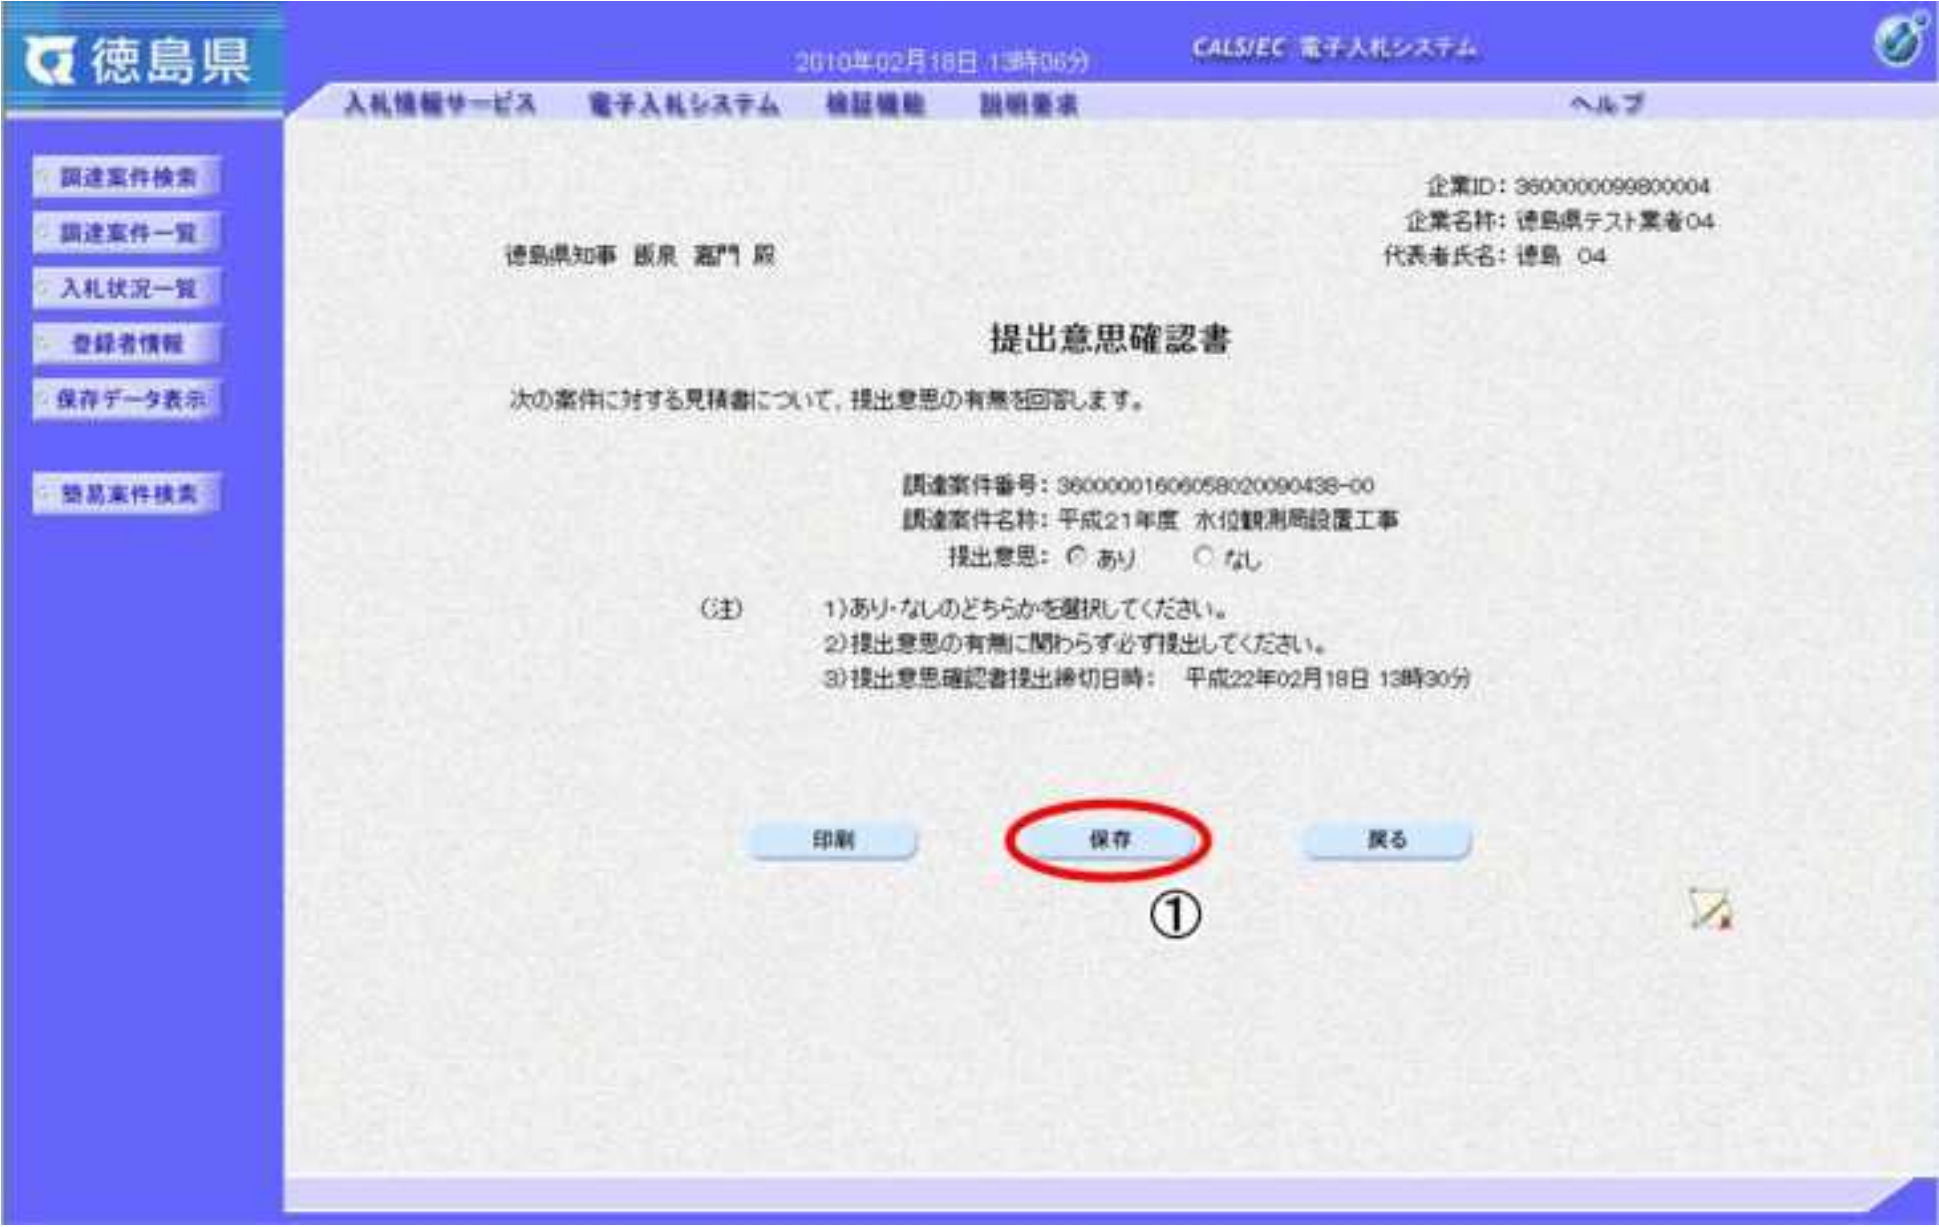 徳島県
2010年02月18日 13時06分
CALS/EC 電子入札システム
入札情報サービス 電子入札システム 検証機能 説明要求 ヘルプ
調達案件検索
調達案件一覧
入札状況一覧
登録者情報
保存データ表示
簡易案件検索
企業ID：3600000099800004
企業名称：徳島県テスト業者04
代表者氏名：徳島 04
徳島県知事 飯泉 嘉門 殿
提出意思確認書
次の案件に対する見積書について、提出意思の有無を回答します。
調達案件番号：3600000160605802009​0438-00
調達案件名称：平成21年度 水位観測局設置工事
提出意思： あり なし
(注) 1)あり・なしのどちらかを選択してください。
2)提出意思の有無に関わらず必ず提出してください。
3)提出意思確認書提出締切日時： 平成22年02月18日 13時30分
印刷 保存 戻る
①